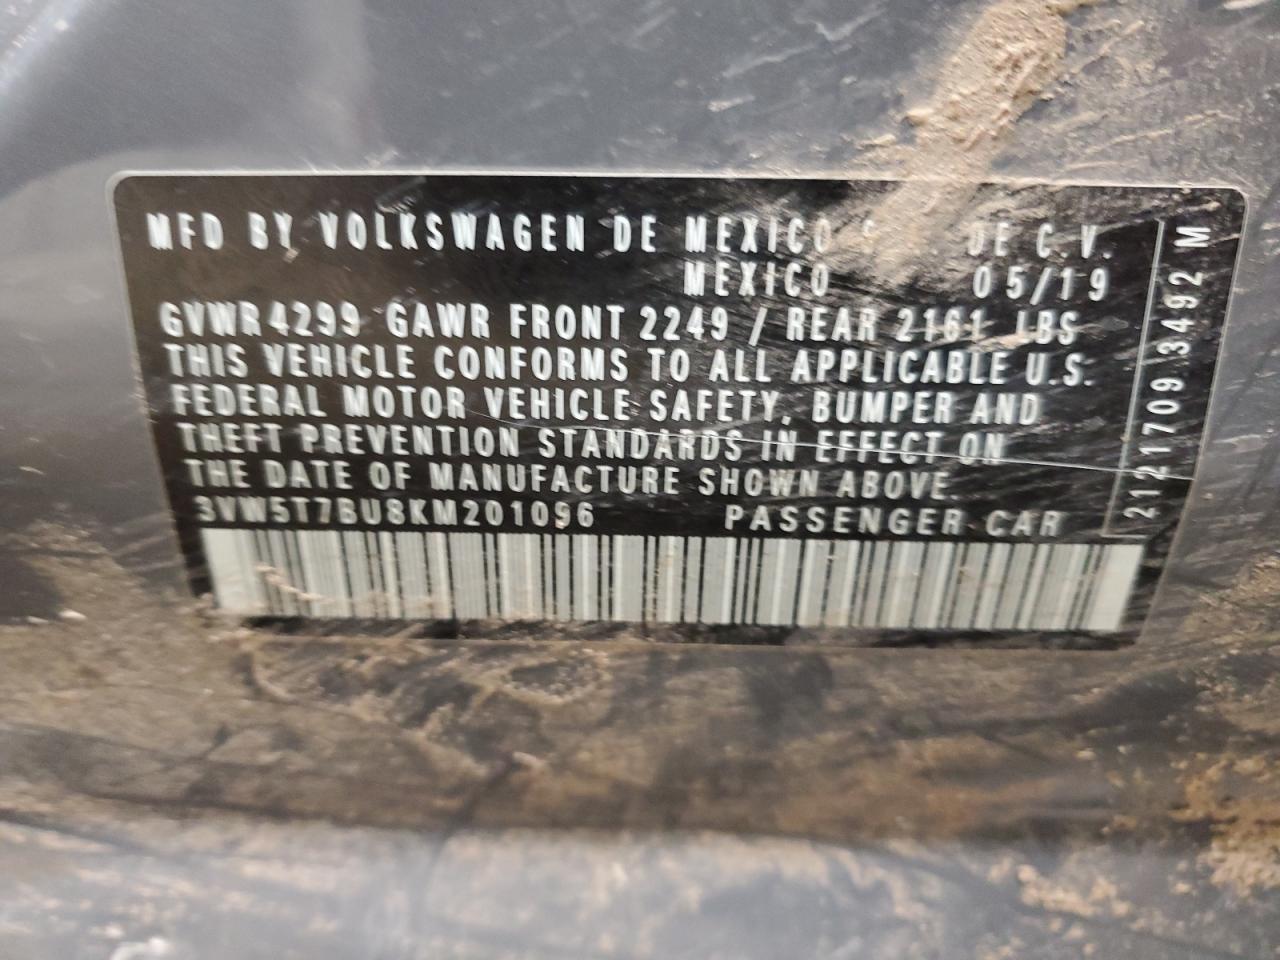 MFD BY VOLKSWAGEN DE MEXICO S. DE C.V.
MEXICO 05/19
GVWR 4299 GAWR FRONT 2249 / REAR 2161 LBS
THIS VEHICLE CONFORMS TO ALL APPLICABLE U.S.
FEDERAL MOTOR VEHICLE SAFETY, BUMPER AND
THEFT PREVENTION STANDARDS IN EFFECT ON
THE DATE OF MANUFACTURE SHOWN ABOVE.
3VW5T7BU8KM201096 PASSENGER CAR
2121709 3492 M